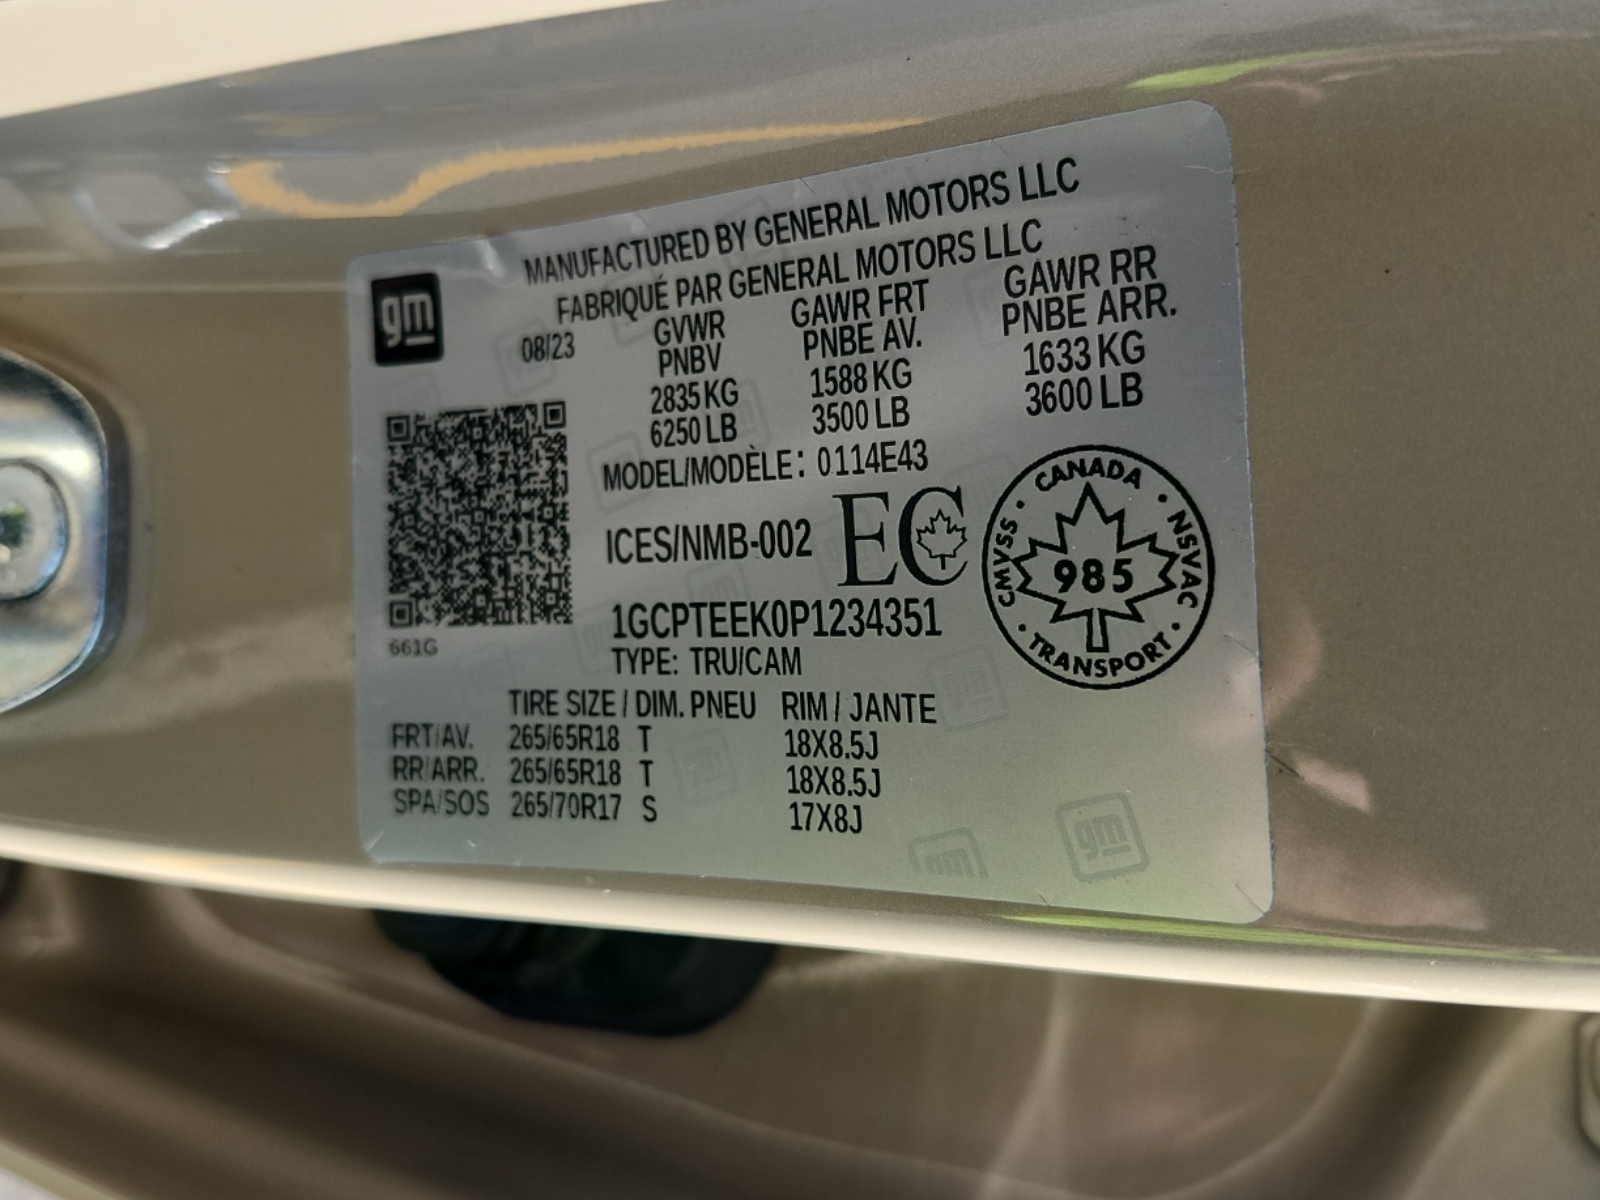 MANUFACTURED BY GENERAL MOTORS LLC
FABRIQUÉ PAR GENERAL MOTORS LLC
gm
08/23
GVWR
PNBV
2835 KG
6250 LB
GAWR FRT
PNBE AV.
1588 KG
3500 LB
GAWR RR
PNBE ARR.
1633 KG
3600 LB
MODEL/MODÈLE: 0114E43
ICES/NMB-002
EC
CANADA
CMVSS
985
NSVAC
TRANSPORT
1GCPTEEK0P1234351
661G
TYPE: TRU/CAM
TIRE SIZE / DIM. PNEU RIM / JANTE
FRT/AV. 265/65R18 T 18X8.5J
RR/ARR. 265/65R18 T 18X8.5J
SPA/SOS 265/70R17 S 17X8J
gm
gm